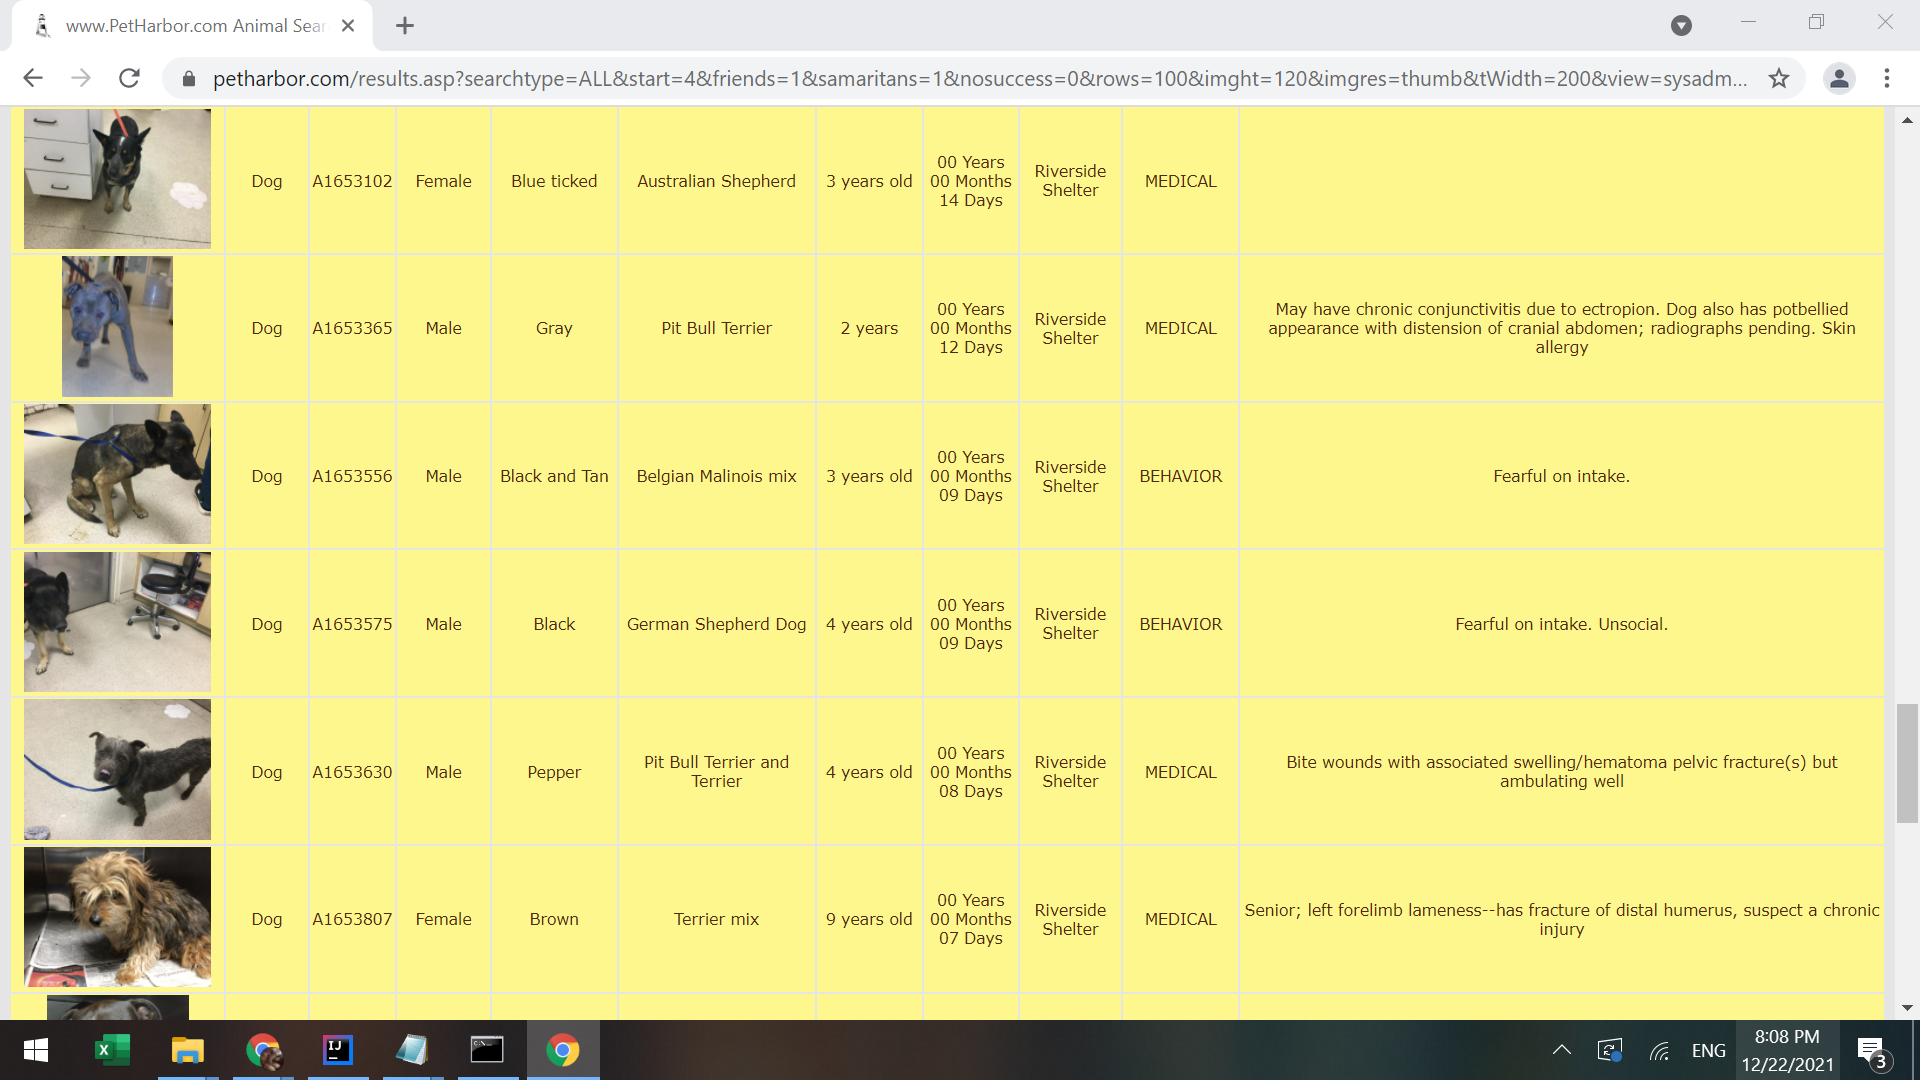 www.PetHarbor.com Animal Sear
petharbor.com/results.asp?searchtype=ALL&start=4&friends=1&samaritans=1&nosuccess=0&rows=100&imght=120&imgres=thumb&tWidth=200&view=sysadm...
Dog A1653102 Female Blue ticked Australian Shepherd 3 years old
00 Years
00 Months
14 Days
Riverside
Shelter
MEDICAL
Dog A1653365 Male Gray Pit Bull Terrier 2 years
00 Years
00 Months
12 Days
Riverside
Shelter
MEDICAL
May have chronic conjunctivitis due to ectropion. Dog also has potbellied
appearance with distension of cranial abdomen; radiographs pending. Skin
allergy
Dog A1653556 Male Black and Tan Belgian Malinois mix 3 years old
00 Years
00 Months
09 Days
Riverside
Shelter
BEHAVIOR
Fearful on intake.
Dog A1653575 Male Black German Shepherd Dog 4 years old
00 Years
00 Months
09 Days
Riverside
Shelter
BEHAVIOR
Fearful on intake. Unsocial.
Dog A1653630 Male Pepper
Pit Bull Terrier and
Terrier
4 years old
00 Years
00 Months
08 Days
Riverside
Shelter
MEDICAL
Bite wounds with associated swelling/hematoma pelvic fracture(s) but
ambulating well
Dog A1653807 Female Brown Terrier mix 9 years old
00 Years
00 Months
07 Days
Riverside
Shelter
MEDICAL
Senior; left forelimb lameness--has fracture of distal humerus, suspect a chronic
injury
X
IJ
C:\
ENG
8:08 PM
12/22/2021
3